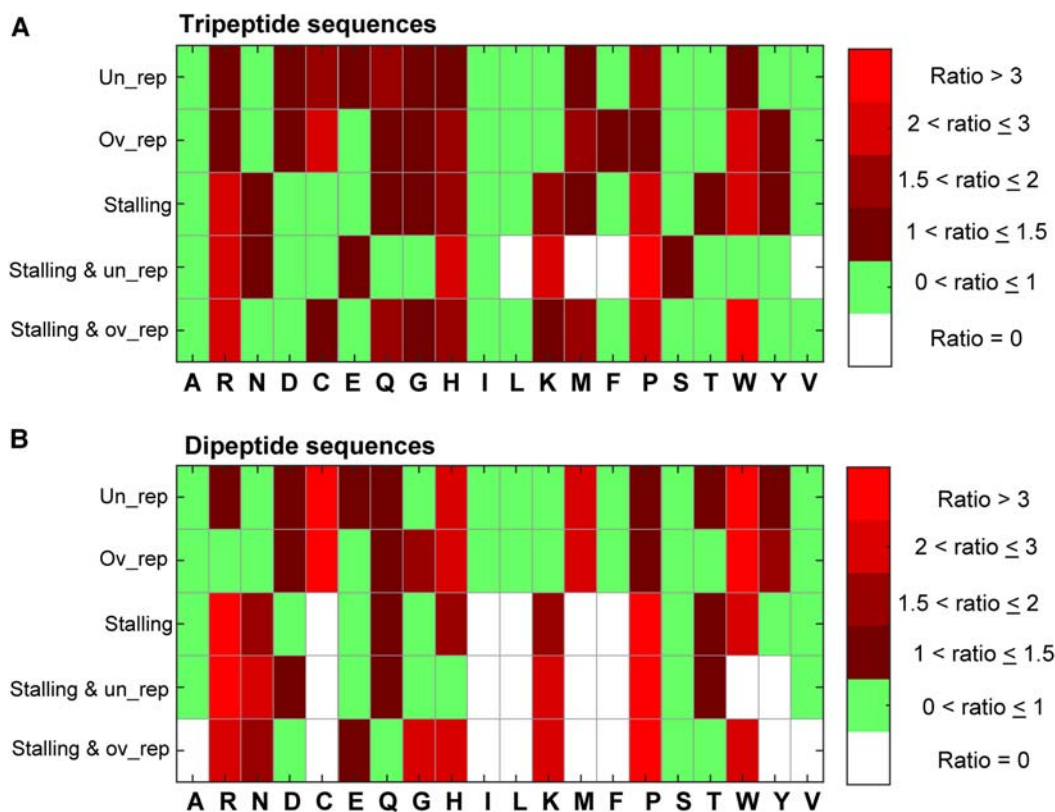 A
Tripeptide sequences
Un_rep
Ov_rep
Stalling
Stalling & un_rep
Stalling & ov_rep
A R N D C E Q G H I L K M F P S T W Y V
Ratio > 3
2 < ratio ≤ 3
1.5 < ratio ≤ 2
1 < ratio ≤ 1.5
0 < ratio ≤ 1
Ratio = 0
B
Dipeptide sequences
Un_rep
Ov_rep
Stalling
Stalling & un_rep
Stalling & ov_rep
A R N D C E Q G H I L K M F P S T W Y V
Ratio > 3
2 < ratio ≤ 3
1.5 < ratio ≤ 2
1 < ratio ≤ 1.5
0 < ratio ≤ 1
Ratio = 0